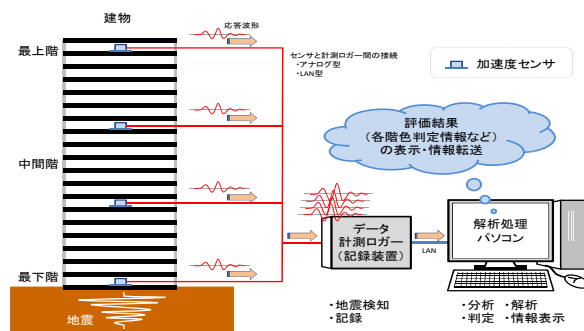 建物
応答波形
最上階
センサと計測ロガー間の接続
・アナログ型
・LAN型
加速度センサ
評価結果
(各階色判定情報など)
の表示・情報転送
中間階
データ
計測ロガー
(記録装置)
LAN
解析処理
パソコン
最下階
地震
・地震検知
・記録
・分析 ・解析
・判定 ・情報表示